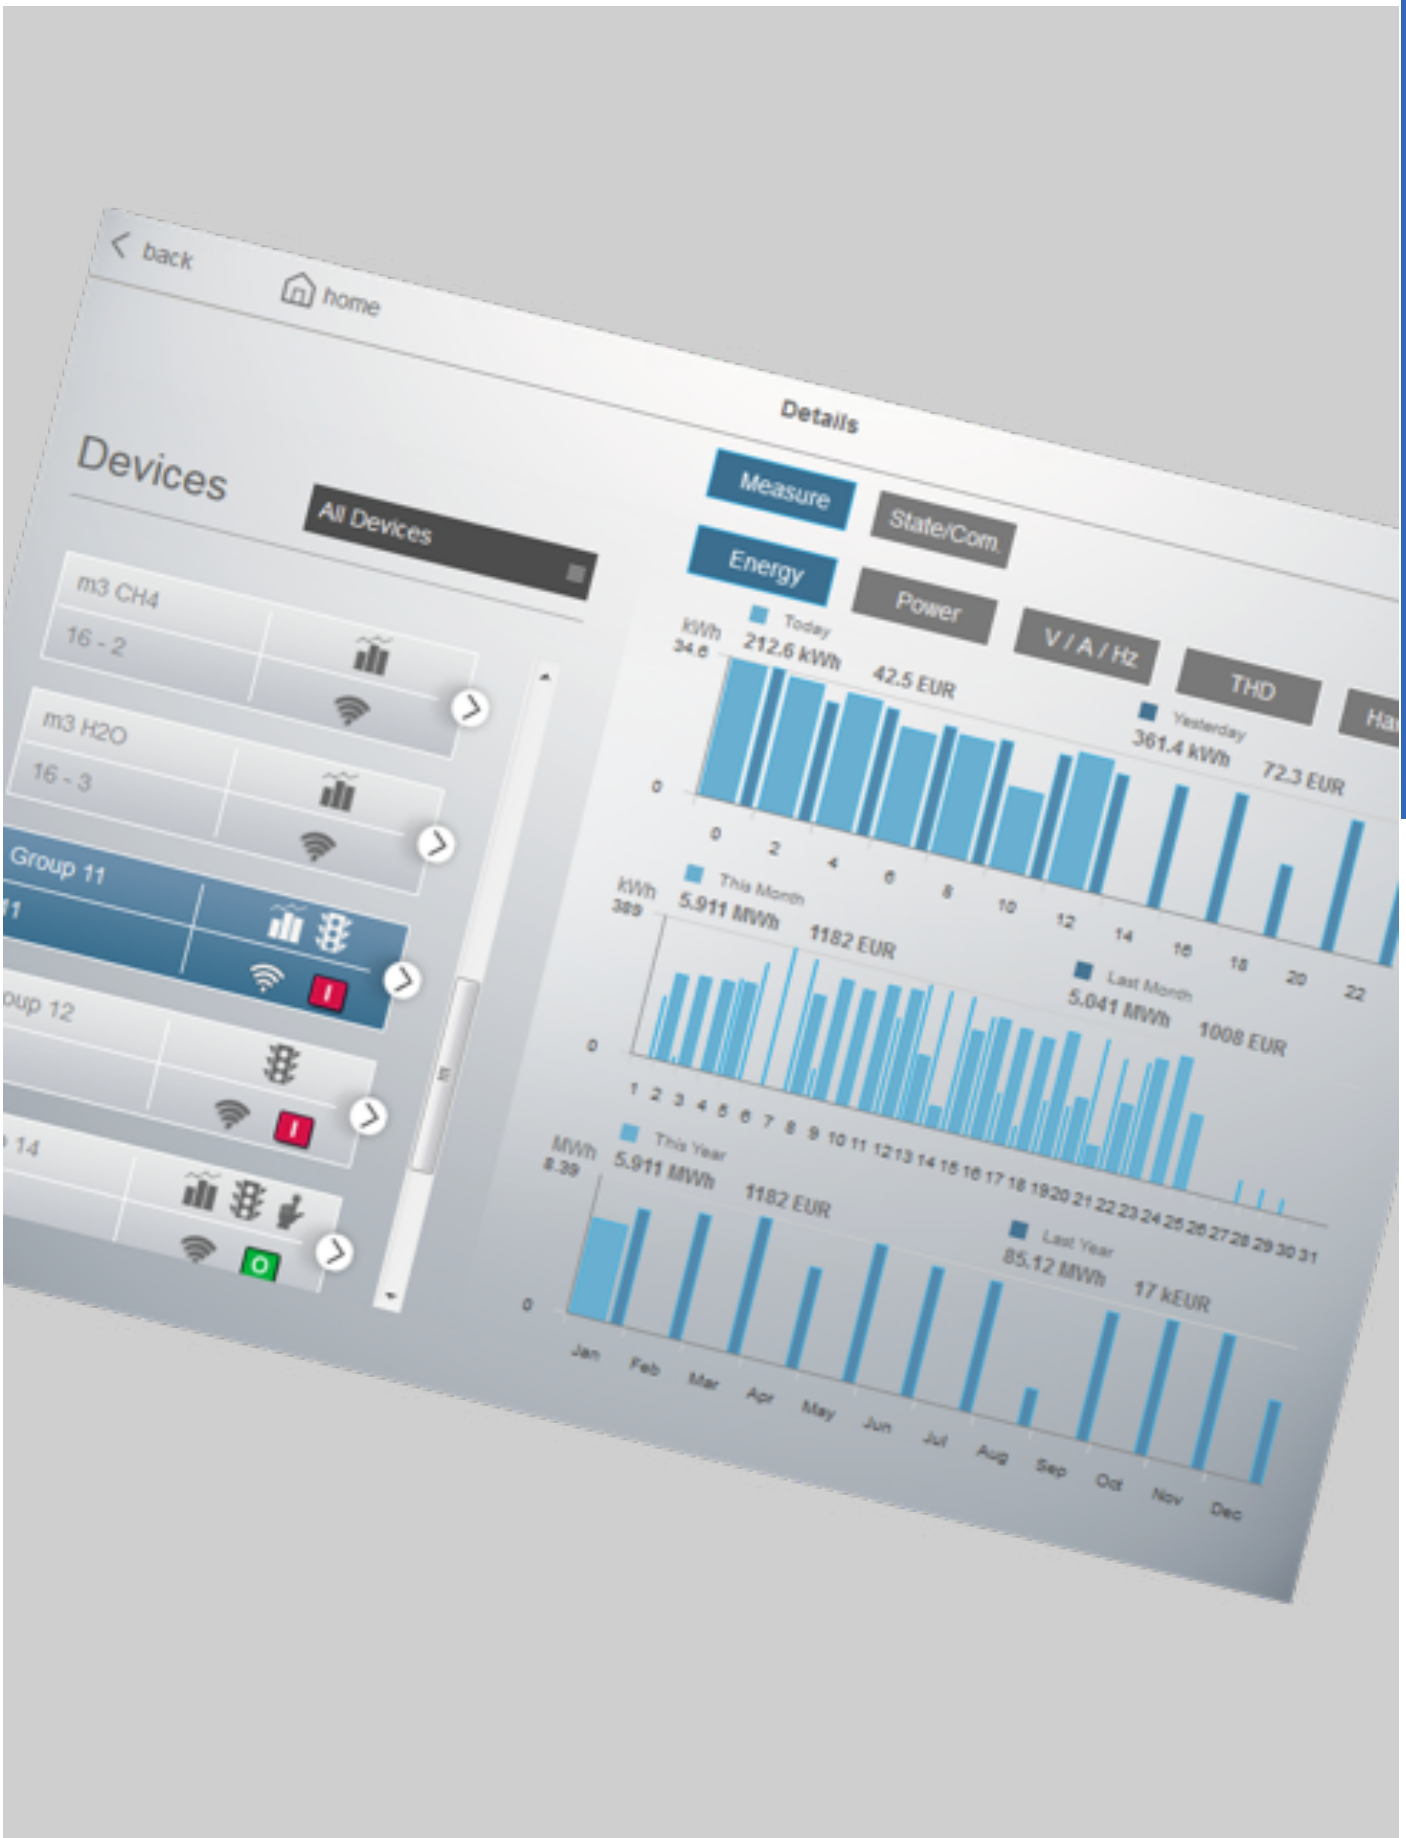 back
home
Details
Devices
All Devices
m3 CH4
16 - 2
m3 H2O
16 - 3
Group 11
11
oup 12
14
I
I
O
Measure
State/Com.
Energy
Power
V / A / Hz
THD
Har
kWh
34.6
Today
212.6 kWh
42.5 EUR
Yesterday
361.4 kWh
72.3 EUR
0
0 2 4 6 8 10 12 14 16 18 20 22
kWh
389
This Month
5.911 MWh
1182 EUR
Last Month
5.041 MWh
1008 EUR
0
1 2 3 4 5 6 7 8 9 10 11 12 13 14 15 16 17 18 19 20 21 22 23 24 25 26 27 28 29 30 31
MWh
8.39
This Year
5.911 MWh
1182 EUR
Last Year
85.12 MWh
17 kEUR
0
Jan Feb Mar Apr May Jun Jul Aug Sep Oct Nov Dec